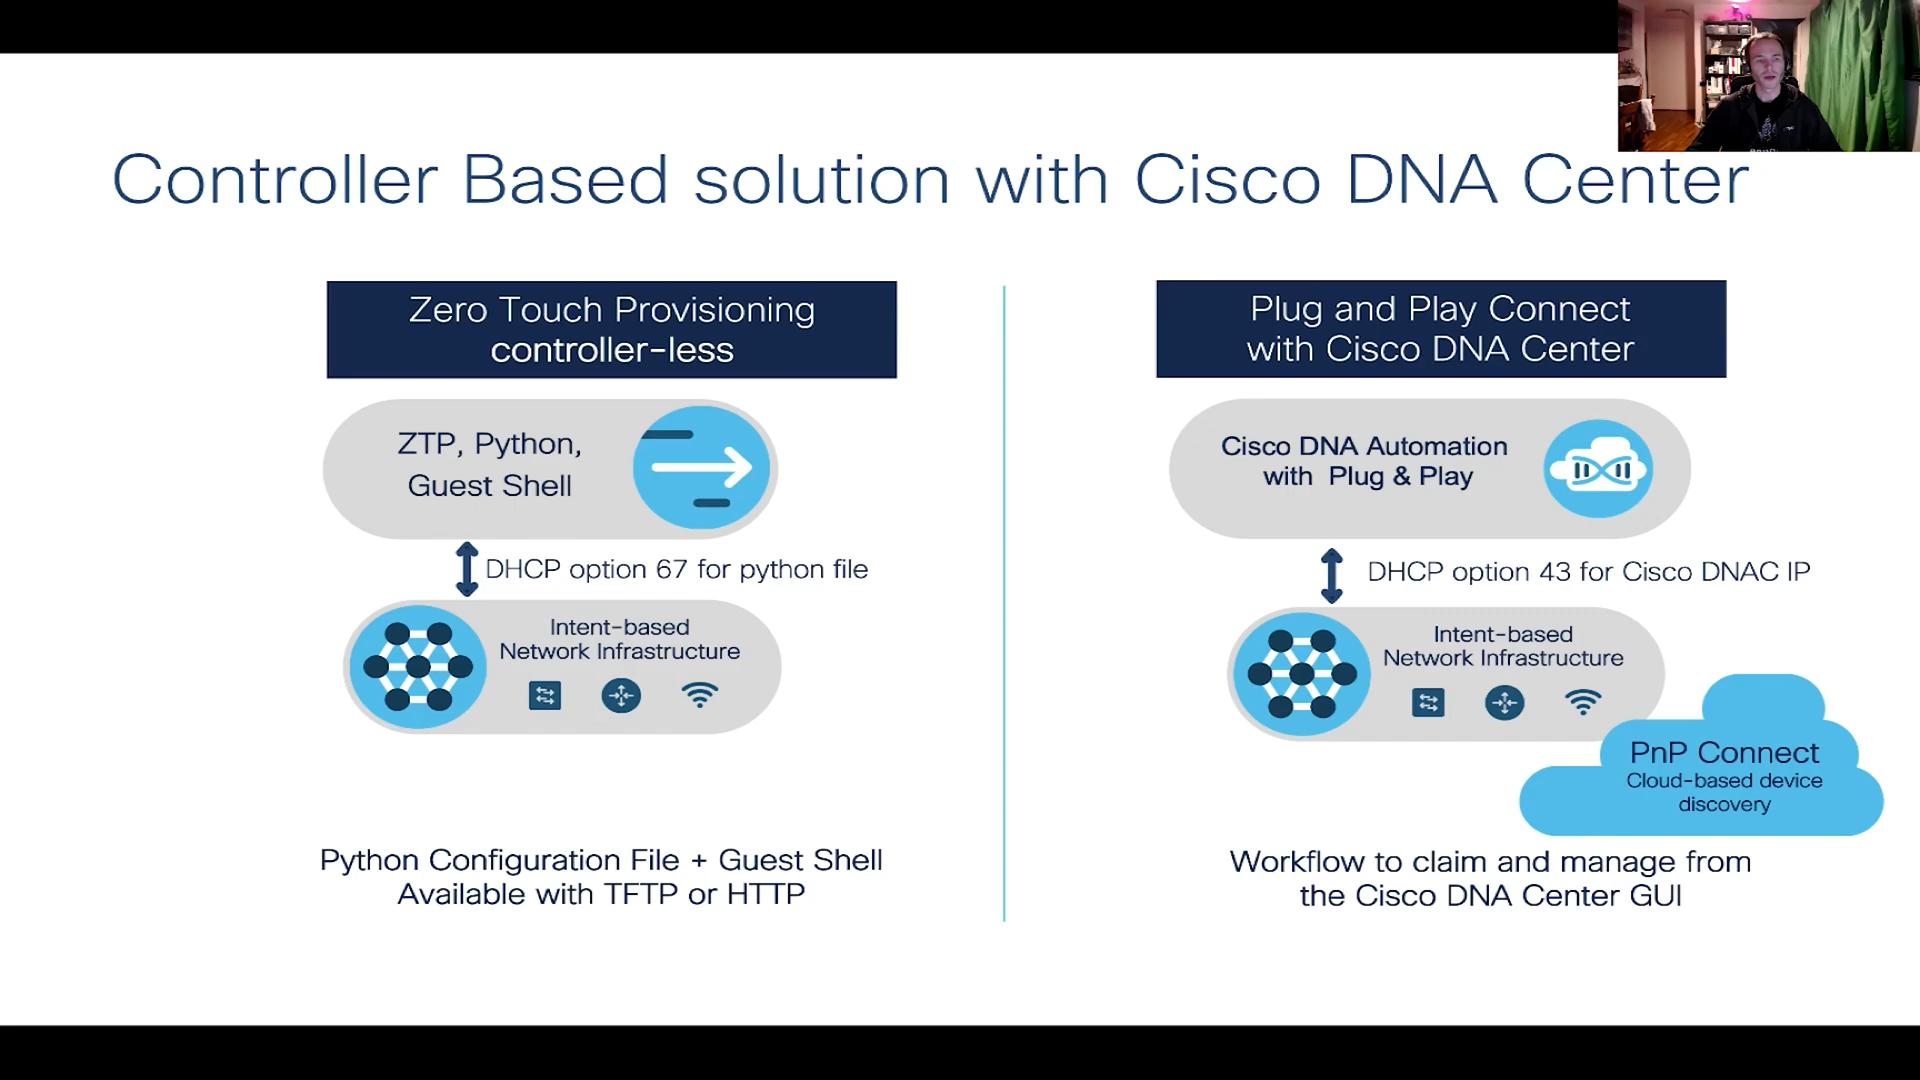 Controller Based solution with Cisco DNA Center
Zero Touch Provisioning
controller-less
ZTP, Python,
Guest Shell
DHCP option 67 for python file
Intent-based
Network Infrastructure
Python Configuration File + Guest Shell
Available with TFTP or HTTP
Plug and Play Connect
with Cisco DNA Center
Cisco DNA Automation
with Plug & Play
DHCP option 43 for Cisco DNAC IP
Intent-based
Network Infrastructure
PnP Connect
Cloud-based device
discovery
Workflow to claim and manage from
the Cisco DNA Center GUI